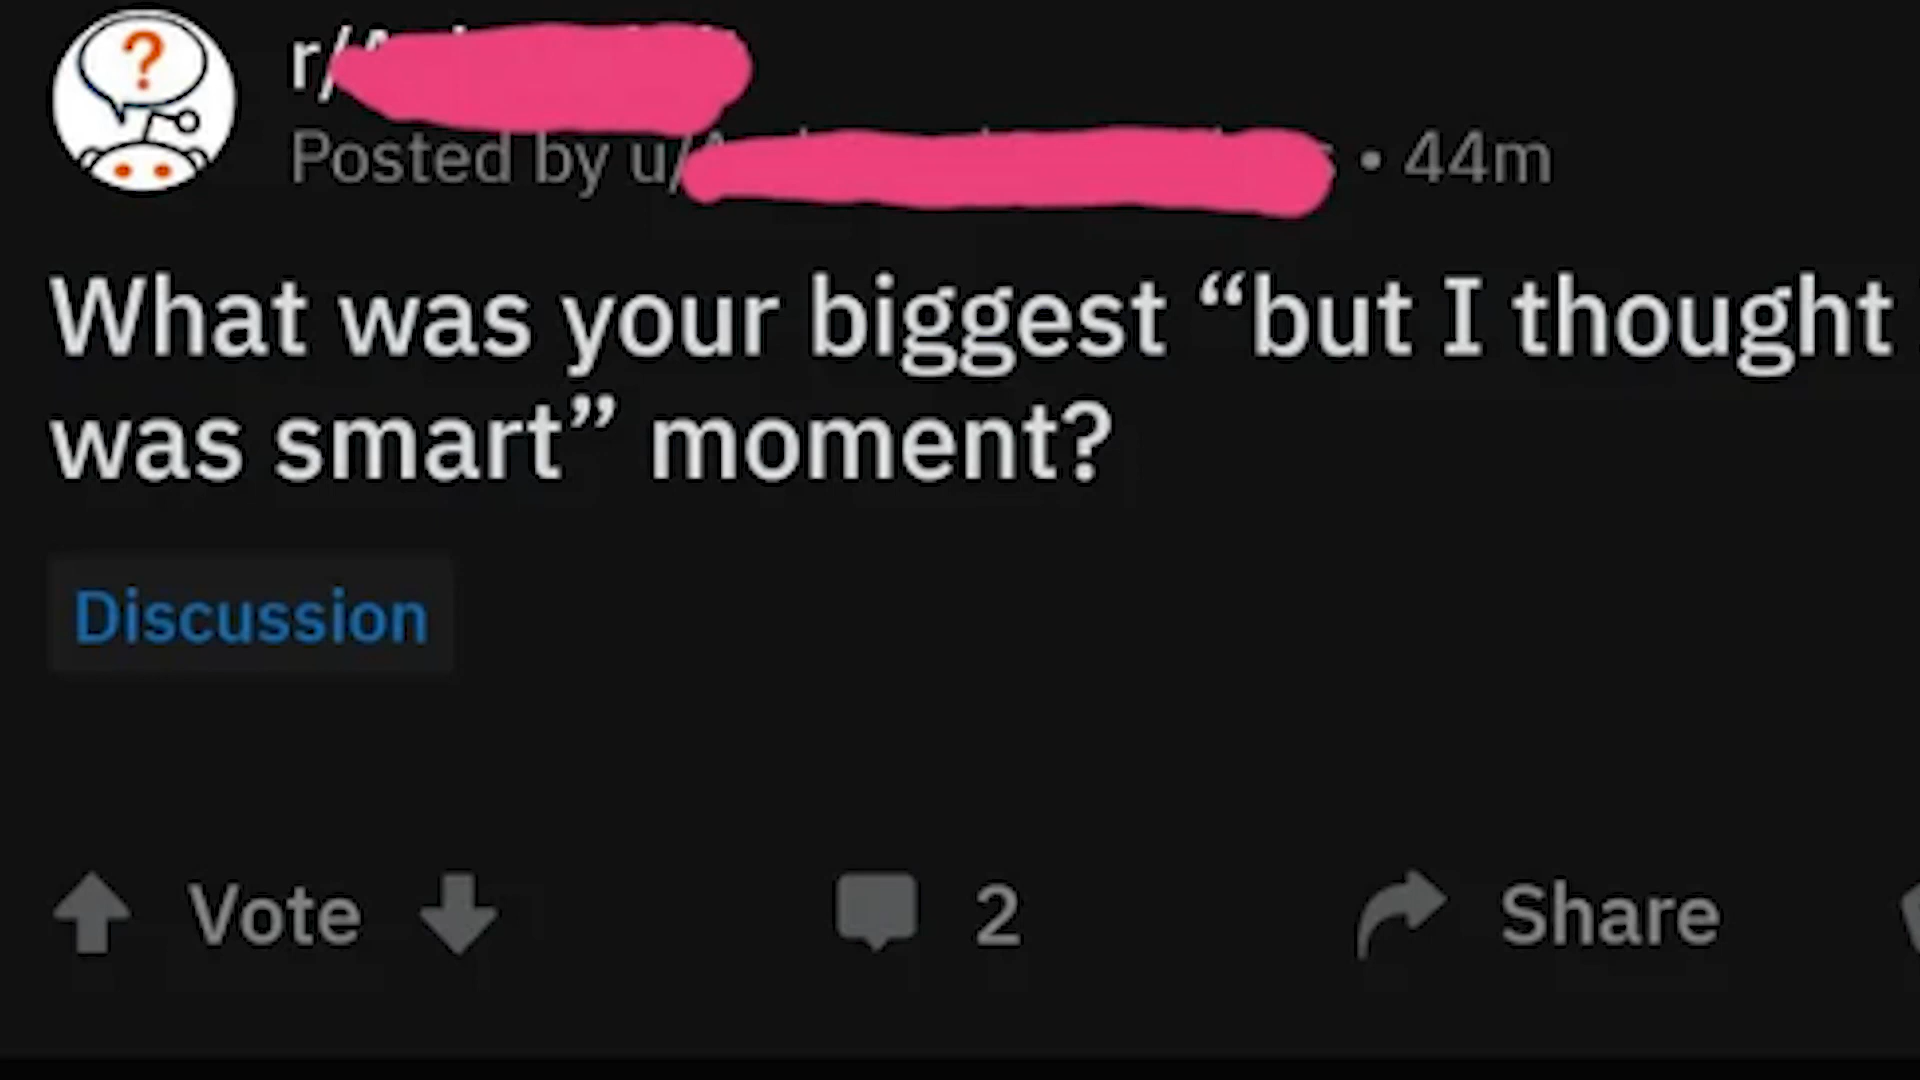 ?
r/
Posted by u/ • 44m
What was your biggest “but I thought
was smart” moment?
Discussion
Vote 2 Share